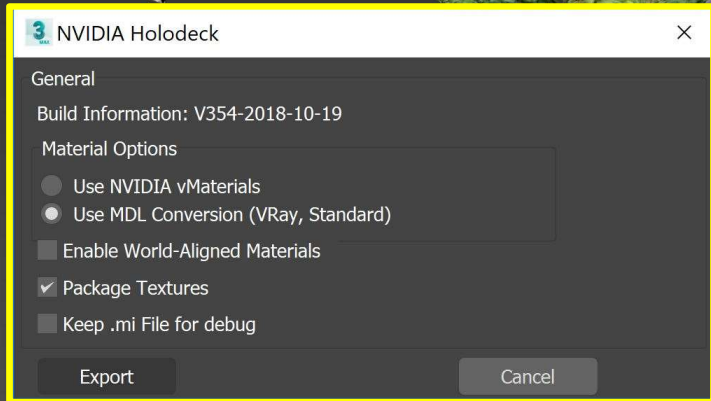 3
MAX
NVIDIA Holodeck
General
Build Information: V354-2018-10-19
Material Options
Use NVIDIA vMaterials
Use MDL Conversion (VRay, Standard)
Enable World-Aligned Materials
Package Textures
Keep .mi File for debug
Export
Cancel